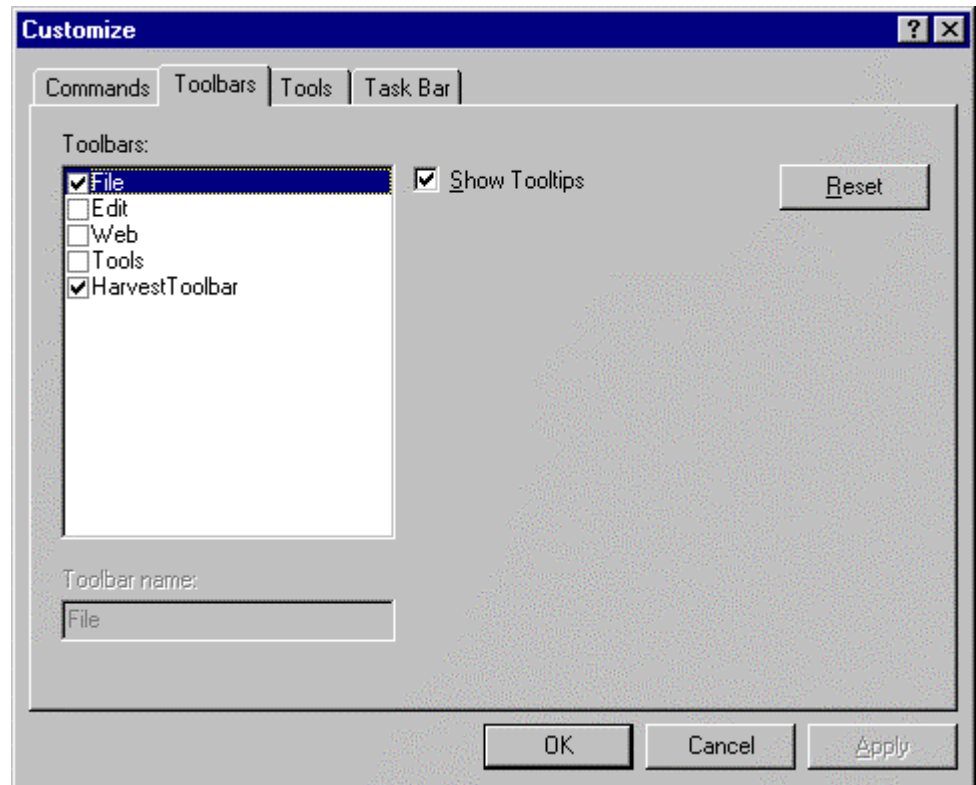 Customize
Commands Toolbars Tools Task Bar
Toolbars:
File
Edit
Web
Tools
HarvestToolbar
Show Tooltips
Reset
Toolbar name:
File
OK Cancel Apply